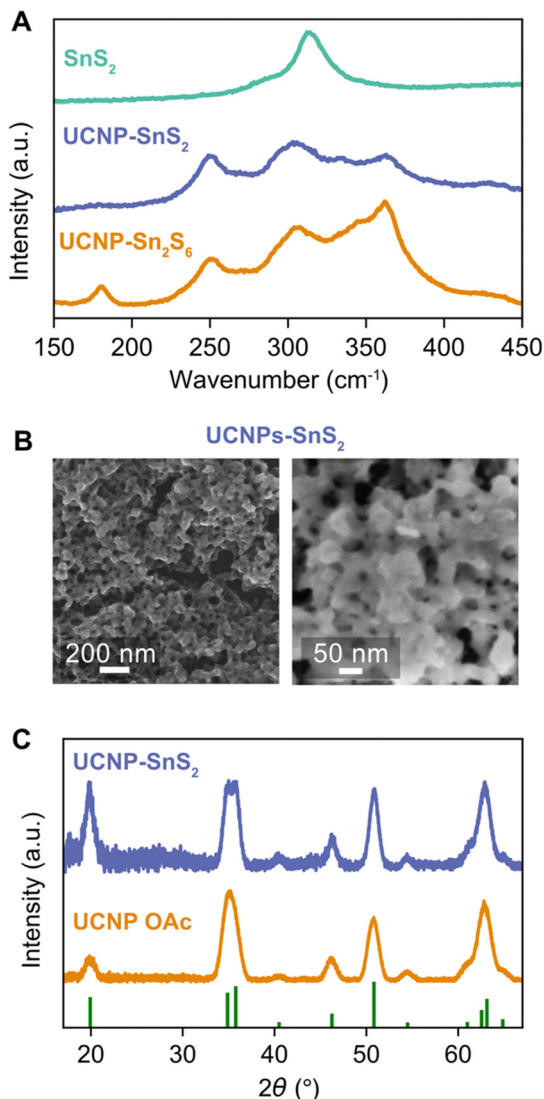 A
SnS₂
UCNP-SnS₂
UCNP-Sn₂S₆
Intensity (a.u.)
150 200 250 300 350 400 450
Wavenumber (cm⁻¹)
B
UCNPs-SnS₂
200 nm
50 nm
C
UCNP-SnS₂
UCNP OAc
Intensity (a.u.)
20 30 40 50 60
2θ (°)